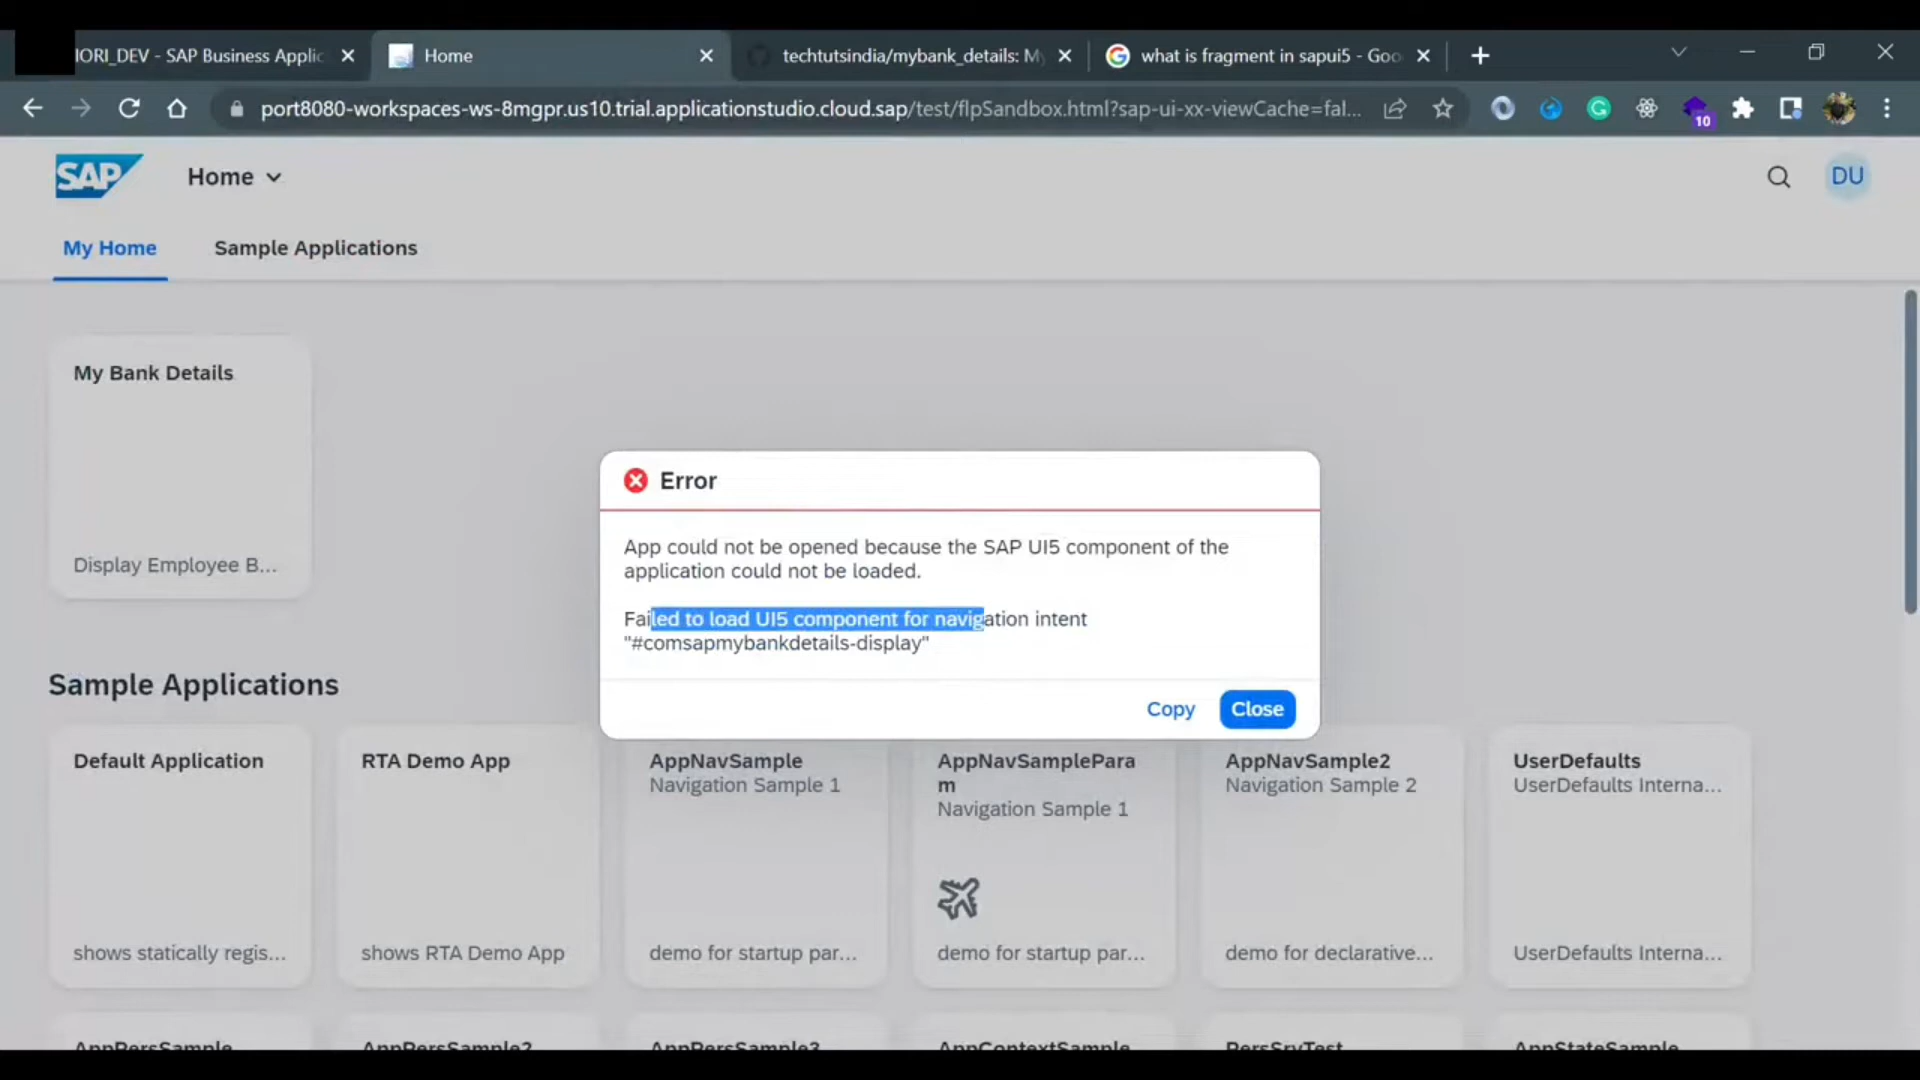 IORI_DEV - SAP Business Applic
Home
techtutsindia/mybank_details: M
what is fragment in sapui5 - Goo
port8080-workspaces-ws-8mgpr.us10.trial.applicationstudio.cloud.sap/test/flpSandbox.html?sap-ui-xx-viewCache=fal...
10
SAP
Home
DU
My Home
Sample Applications
My Bank Details
Display Employee B...
Error
App could not be opened because the SAP UI5 component of the
application could not be loaded.
Failed to load UI5 component for navigation intent
"#comsapmybankdetails-display"
Copy
Close
Sample Applications
Default Application
shows statically regis...
RTA Demo App
shows RTA Demo App
AppNavSample
Navigation Sample 1
demo for startup par...
AppNavSamplePara
m
Navigation Sample 1
demo for startup par...
AppNavSample2
Navigation Sample 2
demo for declarative...
UserDefaults
UserDefaults Interna...
UserDefaults Interna...
AppPersSample
AppPersSample2
AppPersSample3
AppContextSample
PersSrvTest
AppStateSample